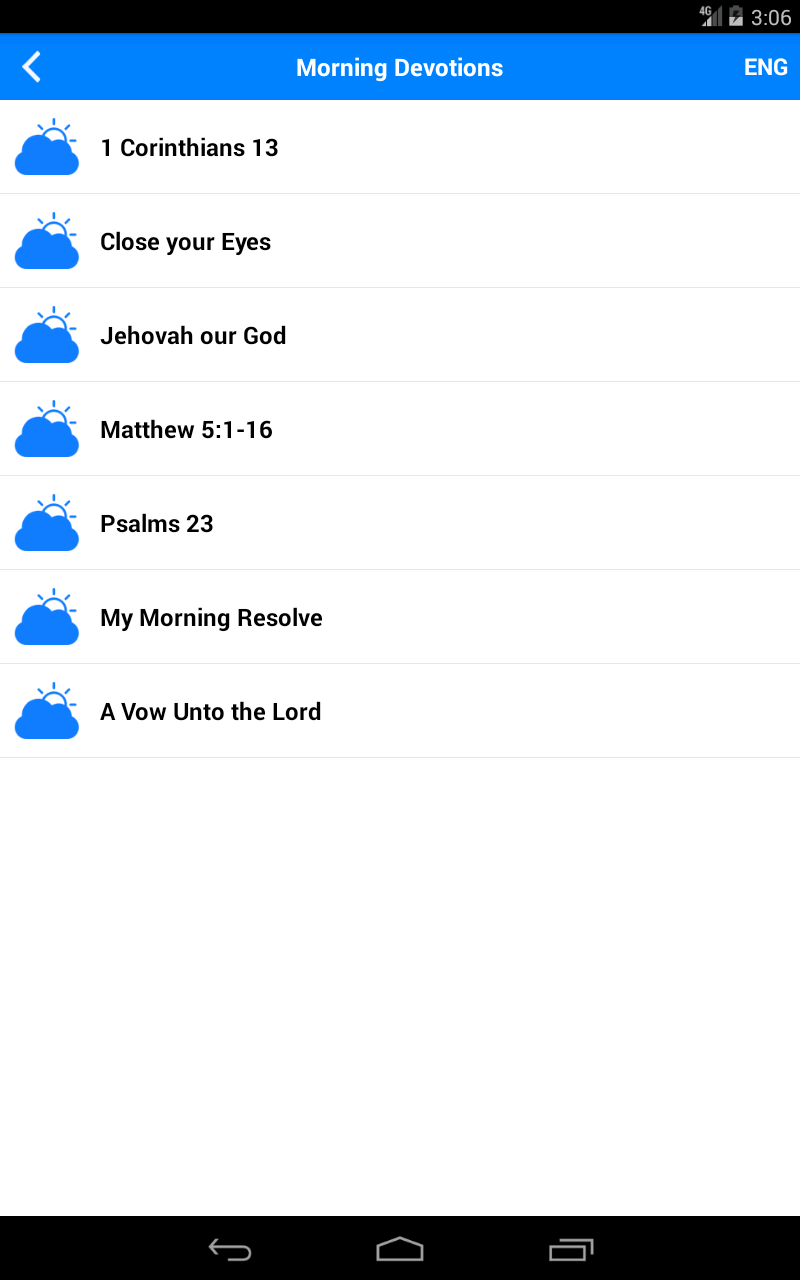 4G 3:06
Morning Devotions ENG
1 Corinthians 13
Close your Eyes
Jehovah our God
Matthew 5:1-16
Psalms 23
My Morning Resolve
A Vow Unto the Lord